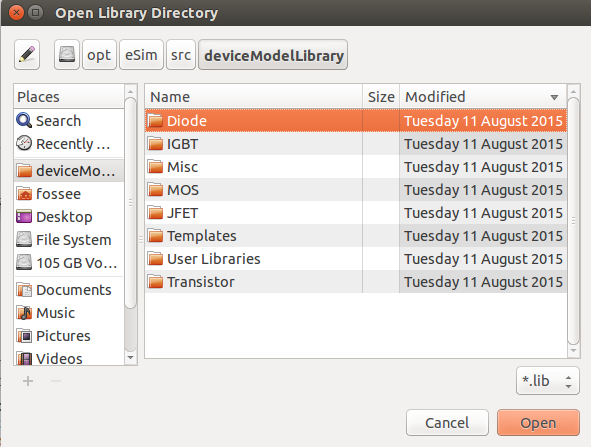 Open Library Directory
opt eSim src deviceModelLibrary
Places
Search
Recently ...
deviceMo...
fossee
Desktop
File System
105 GB Vo...
Documents
Music
Pictures
Videos
Name Size Modified
Diode Tuesday 11 August 2015
IGBT Tuesday 11 August 2015
Misc Tuesday 11 August 2015
MOS Tuesday 11 August 2015
JFET Tuesday 11 August 2015
Templates Tuesday 11 August 2015
User Libraries Tuesday 11 August 2015
Transistor Tuesday 11 August 2015
*.lib
Cancel Open